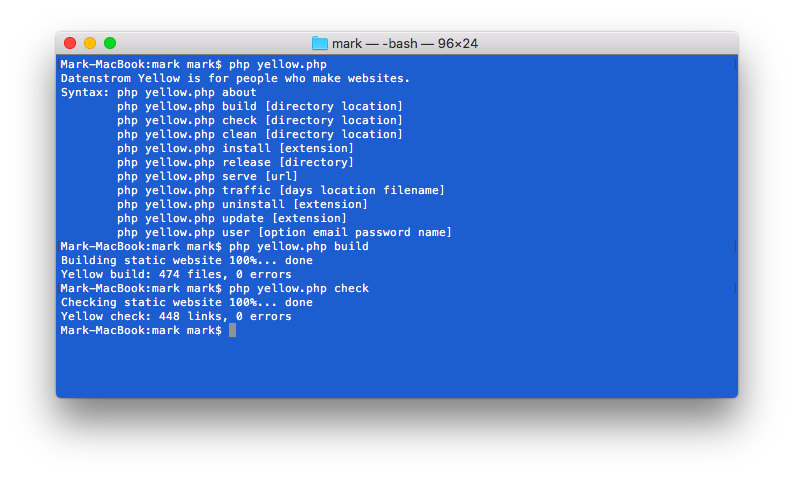 mark — -bash — 96×24
Mark-MacBook:mark mark$ php yellow.php
Datenstrom Yellow is for people who make websites.
Syntax: php yellow.php about
        php yellow.php build [directory location]
        php yellow.php check [directory location]
        php yellow.php clean [directory location]
        php yellow.php install [extension]
        php yellow.php release [directory]
        php yellow.php serve [url]
        php yellow.php traffic [days location filename]
        php yellow.php uninstall [extension]
        php yellow.php update [extension]
        php yellow.php user [option email password name]
Mark-MacBook:mark mark$ php yellow.php build
Building static website 100%... done
Yellow build: 474 files, 0 errors
Mark-MacBook:mark mark$ php yellow.php check
Checking static website 100%... done
Yellow check: 448 links, 0 errors
Mark-MacBook:mark mark$